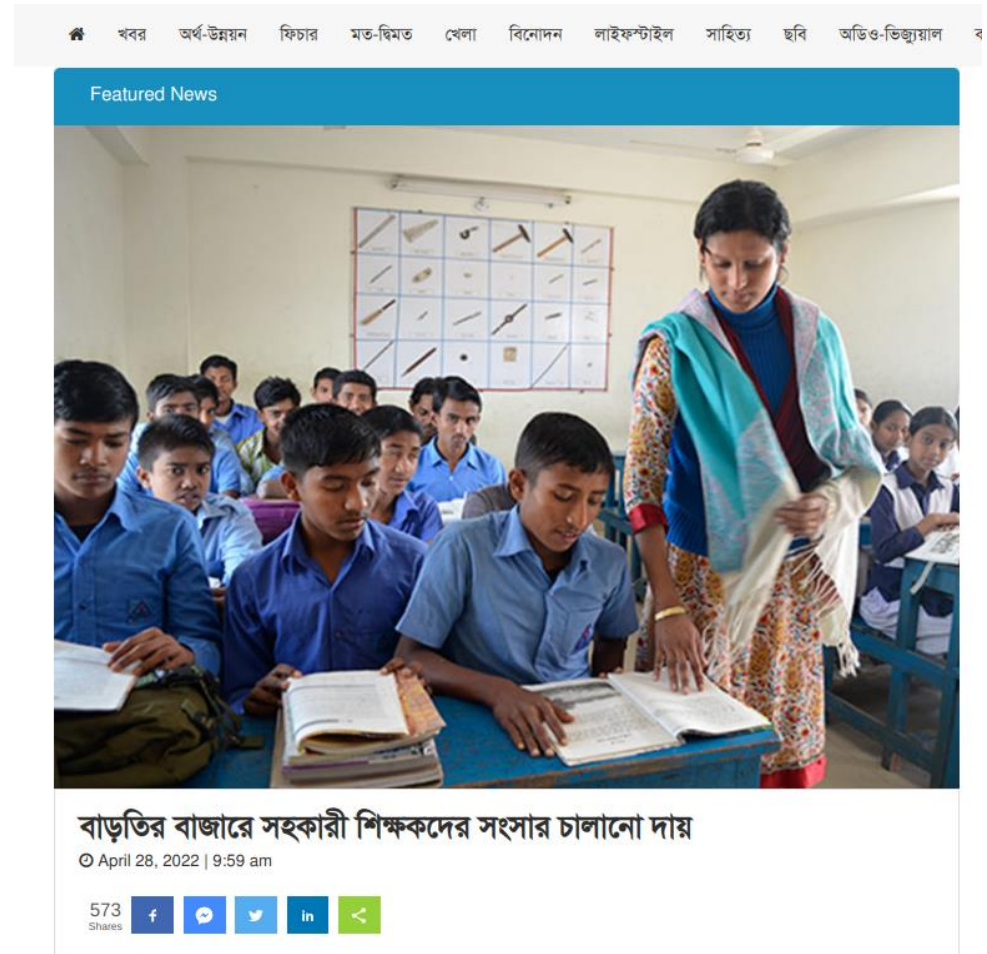 খবর অর্থ-উন্নয়ন ফিচার মত-দ্বিমত খেলা বিনোদন লাইফস্টাইল সাহিত্য ছবি অডিও-ভিজ্যুয়াল
Featured News
বাড়তির বাজারে সহকারী শিক্ষকদের সংসার চালানো দায়
April 28, 2022 | 9:59 am
573
Shares